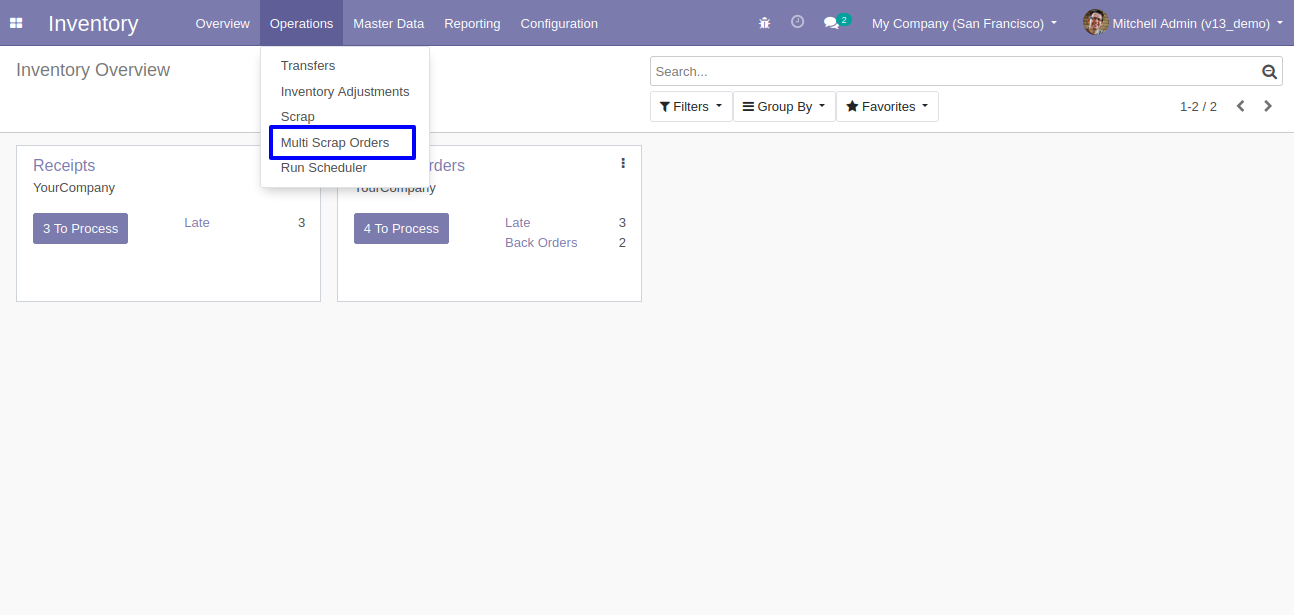 Inventory Overview Operations Master Data Reporting Configuration 2 My Company (San Francisco) Mitchell Admin (v13_demo)
Inventory Overview
Search...
Filters Group By Favorites 1-2 / 2
Transfers
Inventory Adjustments
Scrap
Multi Scrap Orders
Run Scheduler
Receipts
YourCompany
3 To Process Late 3
rders
YourCompany
4 To Process Late 3
Back Orders 2